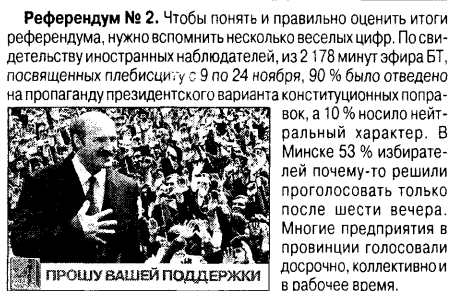 Референдум № 2. Чтобы понять и правильно оценить итоги
референдума, нужно вспомнить несколько веселых цифр. По сви-
детельству иностранных наблюдателей, из 2 178 минут эфира БТ,
посвященных плебисциту с 9 по 24 ноября, 90 % было отведено
на пропаганду президентского варианта конституционных попра-
вок, а 10 % носило нейт-
ральный характер. В
Минске 53 % избирате-
лей почему-то решили
проголосовать только
после шести вечера.
Многие предприятия в
провинции голосовали
досрочно, коллективно и
в рабочее время.
ПРОШУ ВАШЕЙ ПОДДЕРЖКИ